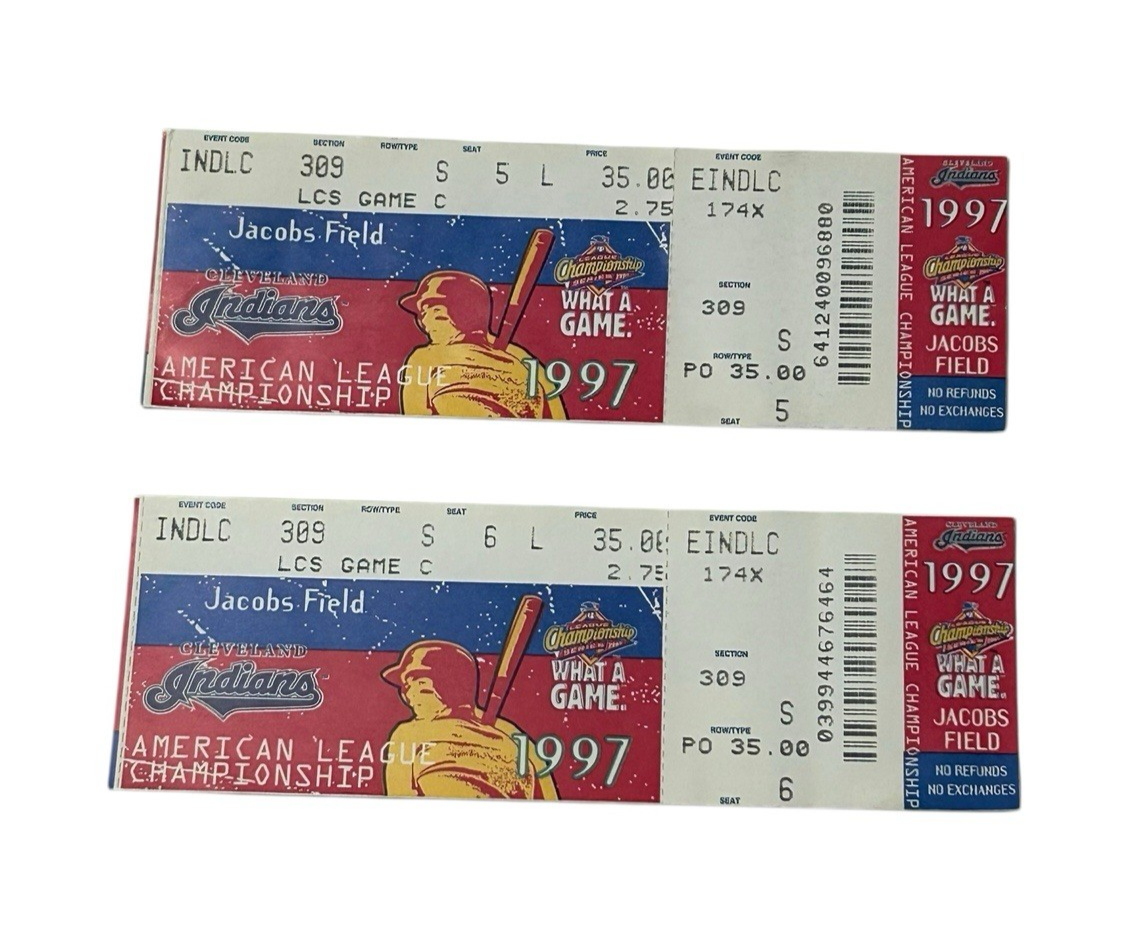 EVENT CODE SECTION ROW/TYPE SEAT PRICE
INDLC 309 S 5 L 35.00
LCS GAME C 2.75
Jacobs Field
CLEVELAND
Indians
AMERICAN LEAGUE
CHAMPIONSHIP
LEAGUE
Championship
SERIES
WHAT A
GAME.
1997
EVENT CODE
EINDLC
174X
SECTION
309
S
ROW/TYPE
PO 35.00
5
SEAT
641240096880
AMERICAN LEAGUE CHAMPIONSHIP
CLEVELAND
Indians
1997
Championship
WHAT A
GAME.
JACOBS
FIELD
NO REFUNDS
NO EXCHANGES
EVENT CODE SECTION ROW/TYPE SEAT PRICE
INDLC 309 S 6 L 35.00
LCS GAME C 2.75
Jacobs Field
CLEVELAND
Indians
AMERICAN LEAGUE
CHAMPIONSHIP
LEAGUE
Championship
SERIES
WHAT A
GAME.
1997
EVENT CODE
EINDLC
174X
SECTION
309
S
ROW/TYPE
PO 35.00
6
SEAT
039944676464
AMERICAN LEAGUE CHAMPIONSHIP
CLEVELAND
Indians
1997
Championship
WHAT A
GAME.
JACOBS
FIELD
NO REFUNDS
NO EXCHANGES